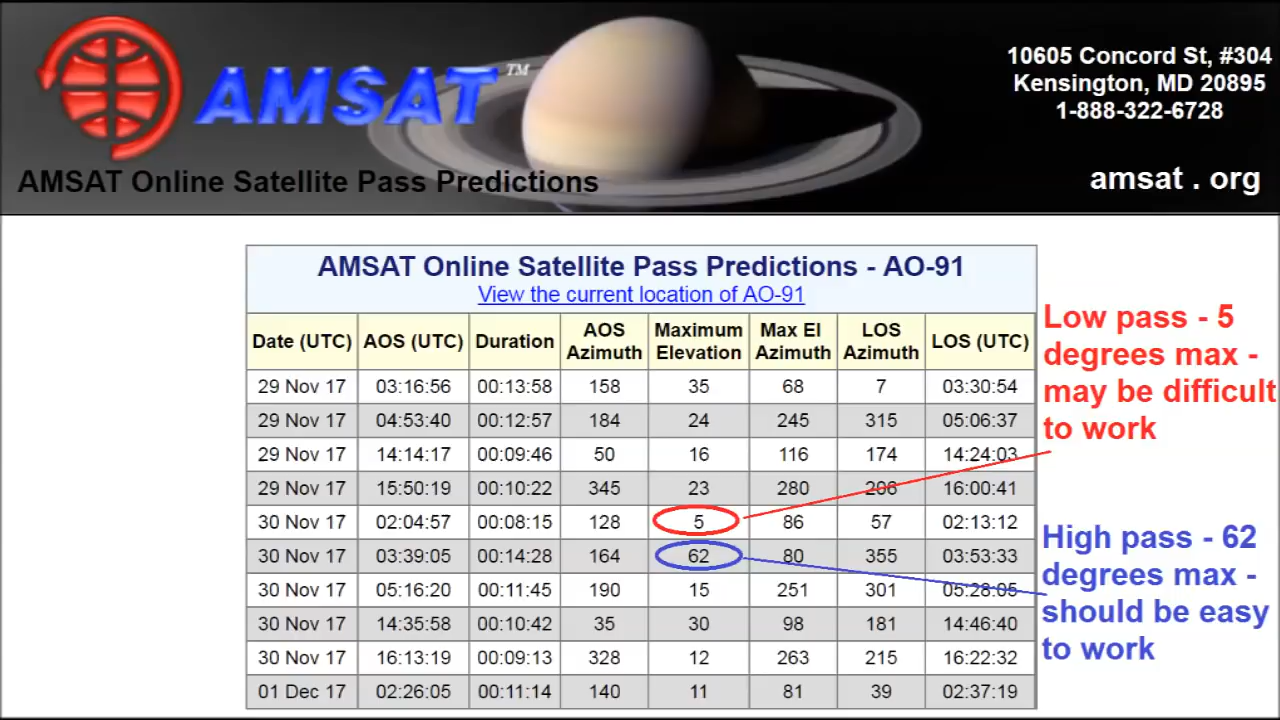 AMSAT TM
10605 Concord St, #304
Kensington, MD 20895
1-888-322-6728
AMSAT Online Satellite Pass Predictions
amsat . org
AMSAT Online Satellite Pass Predictions - AO-91
View the current location of AO-91
Date (UTC) AOS (UTC) Duration AOS Azimuth Maximum Elevation Max El Azimuth LOS Azimuth LOS (UTC)
29 Nov 17 03:16:56 00:13:58 158 35 68 7 03:30:54
29 Nov 17 04:53:40 00:12:57 184 24 245 315 05:06:37
29 Nov 17 14:14:17 00:09:46 50 16 116 174 14:24:03
29 Nov 17 15:50:19 00:10:22 345 23 280 206 16:00:41
30 Nov 17 02:04:57 00:08:15 128 5 86 57 02:13:12
30 Nov 17 03:39:05 00:14:28 164 62 80 355 03:53:33
30 Nov 17 05:16:20 00:11:45 190 15 251 301 05:28:05
30 Nov 17 14:35:58 00:10:42 35 30 98 181 14:46:40
30 Nov 17 16:13:19 00:09:13 328 12 263 215 16:22:32
01 Dec 17 02:26:05 00:11:14 140 11 81 39 02:37:19
Low pass - 5
degrees max -
may be difficult
to work
High pass - 62
degrees max -
should be easy
to work